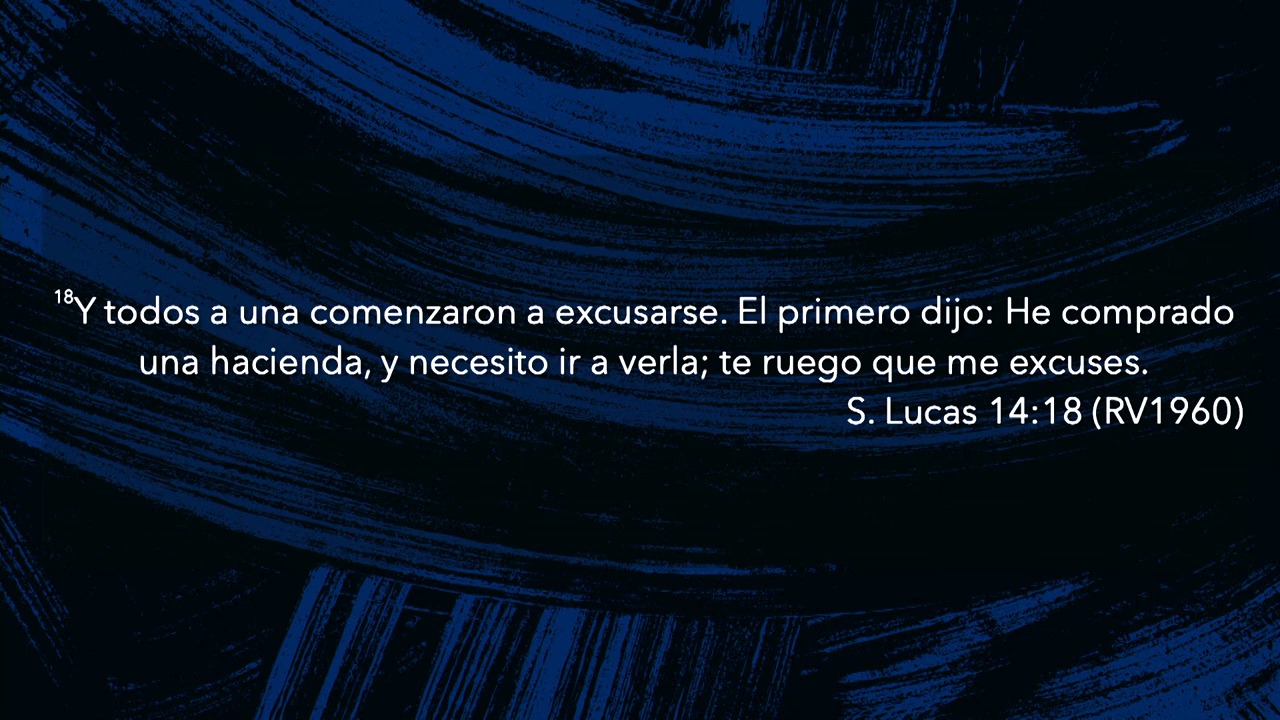 18Y todos a una comenzaron a excusarse. El primero dijo: He comprado
una hacienda, y necesito ir a verla; te ruego que me excuses.
S. Lucas 14:18 (RV1960)